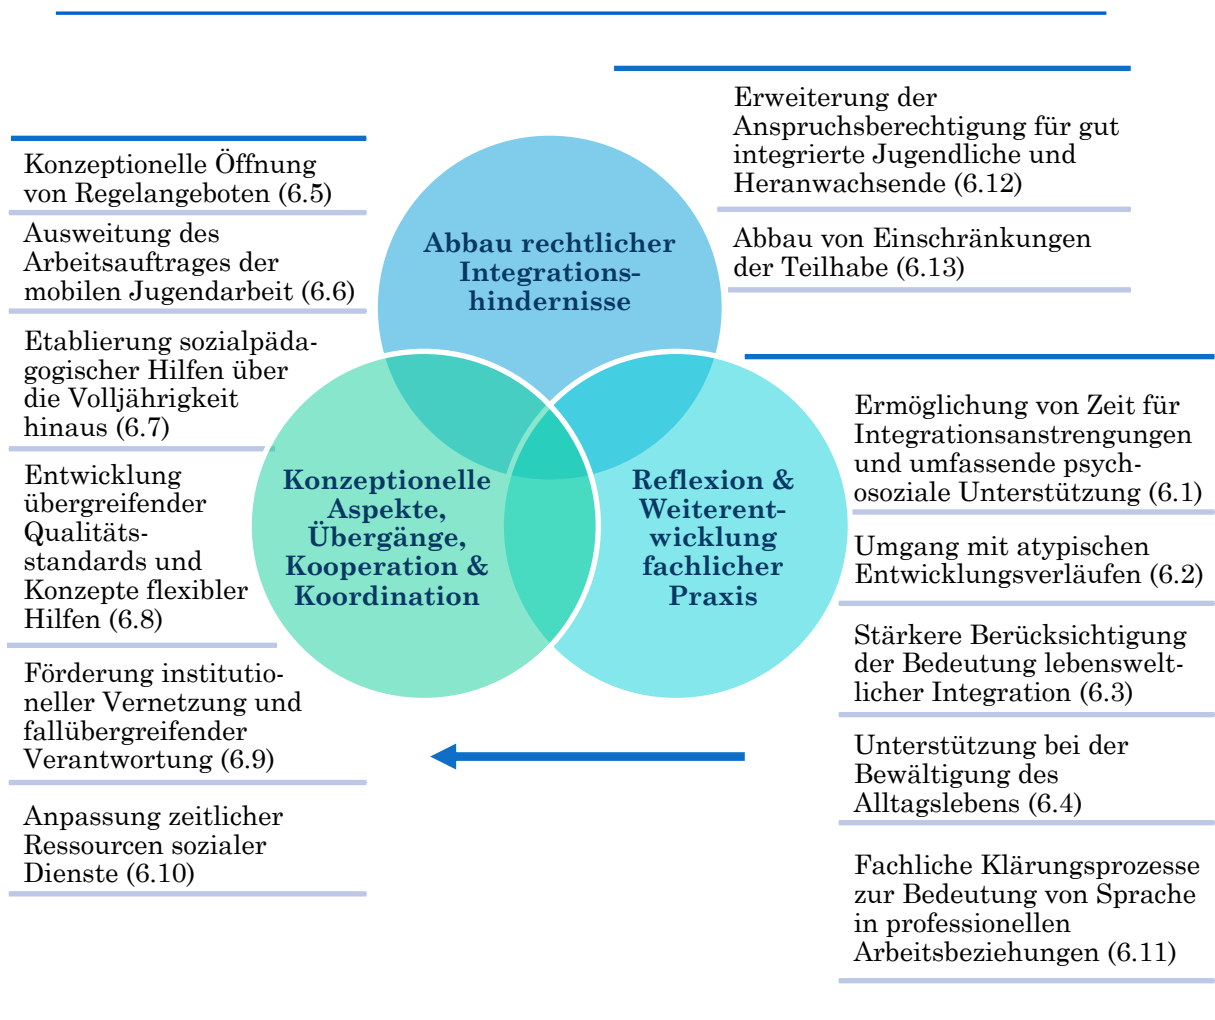 Erweiterung der
Anspruchsberechtigung für gut
integrierte Jugendliche und
Heranwachsende (6.12)
Abbau von Einschränkungen
der Teilhabe (6.13)
Konzeptionelle Öffnung
von Regelangeboten (6.5)
Ausweitung des
Arbeitsauftrages der
mobilen Jugendarbeit (6.6)
Etablierung sozialpäda-
gogischer Hilfen über
die Volljährigkeit
hinaus (6.7)
Entwicklung
übergreifender
Qualitäts-
standards und
Konzepte flexibler
Hilfen (6.8)
Förderung institutio-
neller Vernetzung und
fallübergreifender
Verantwortung (6.9)
Anpassung zeitlicher
Ressourcen sozialer
Dienste (6.10)
Abbau rechtlicher
Integrations-
hindernisse
Konzeptionelle
Aspekte,
Übergänge,
Kooperation &
Koordination
Reflexion &
Weiterent-
wicklung
fachlicher
Praxis
Ermöglichung von Zeit für
Integrationsanstrengungen
und umfassende psych-
osoziale Unterstützung (6.1)
Umgang mit atypischen
Entwicklungsverläufen (6.2)
Stärkere Berücksichtigung
der Bedeutung lebenswelt-
licher Integration (6.3)
Unterstützung bei der
Bewältigung des
Alltagslebens (6.4)
Fachliche Klärungsprozesse
zur Bedeutung von Sprache
in professionellen
Arbeitsbeziehungen (6.11)